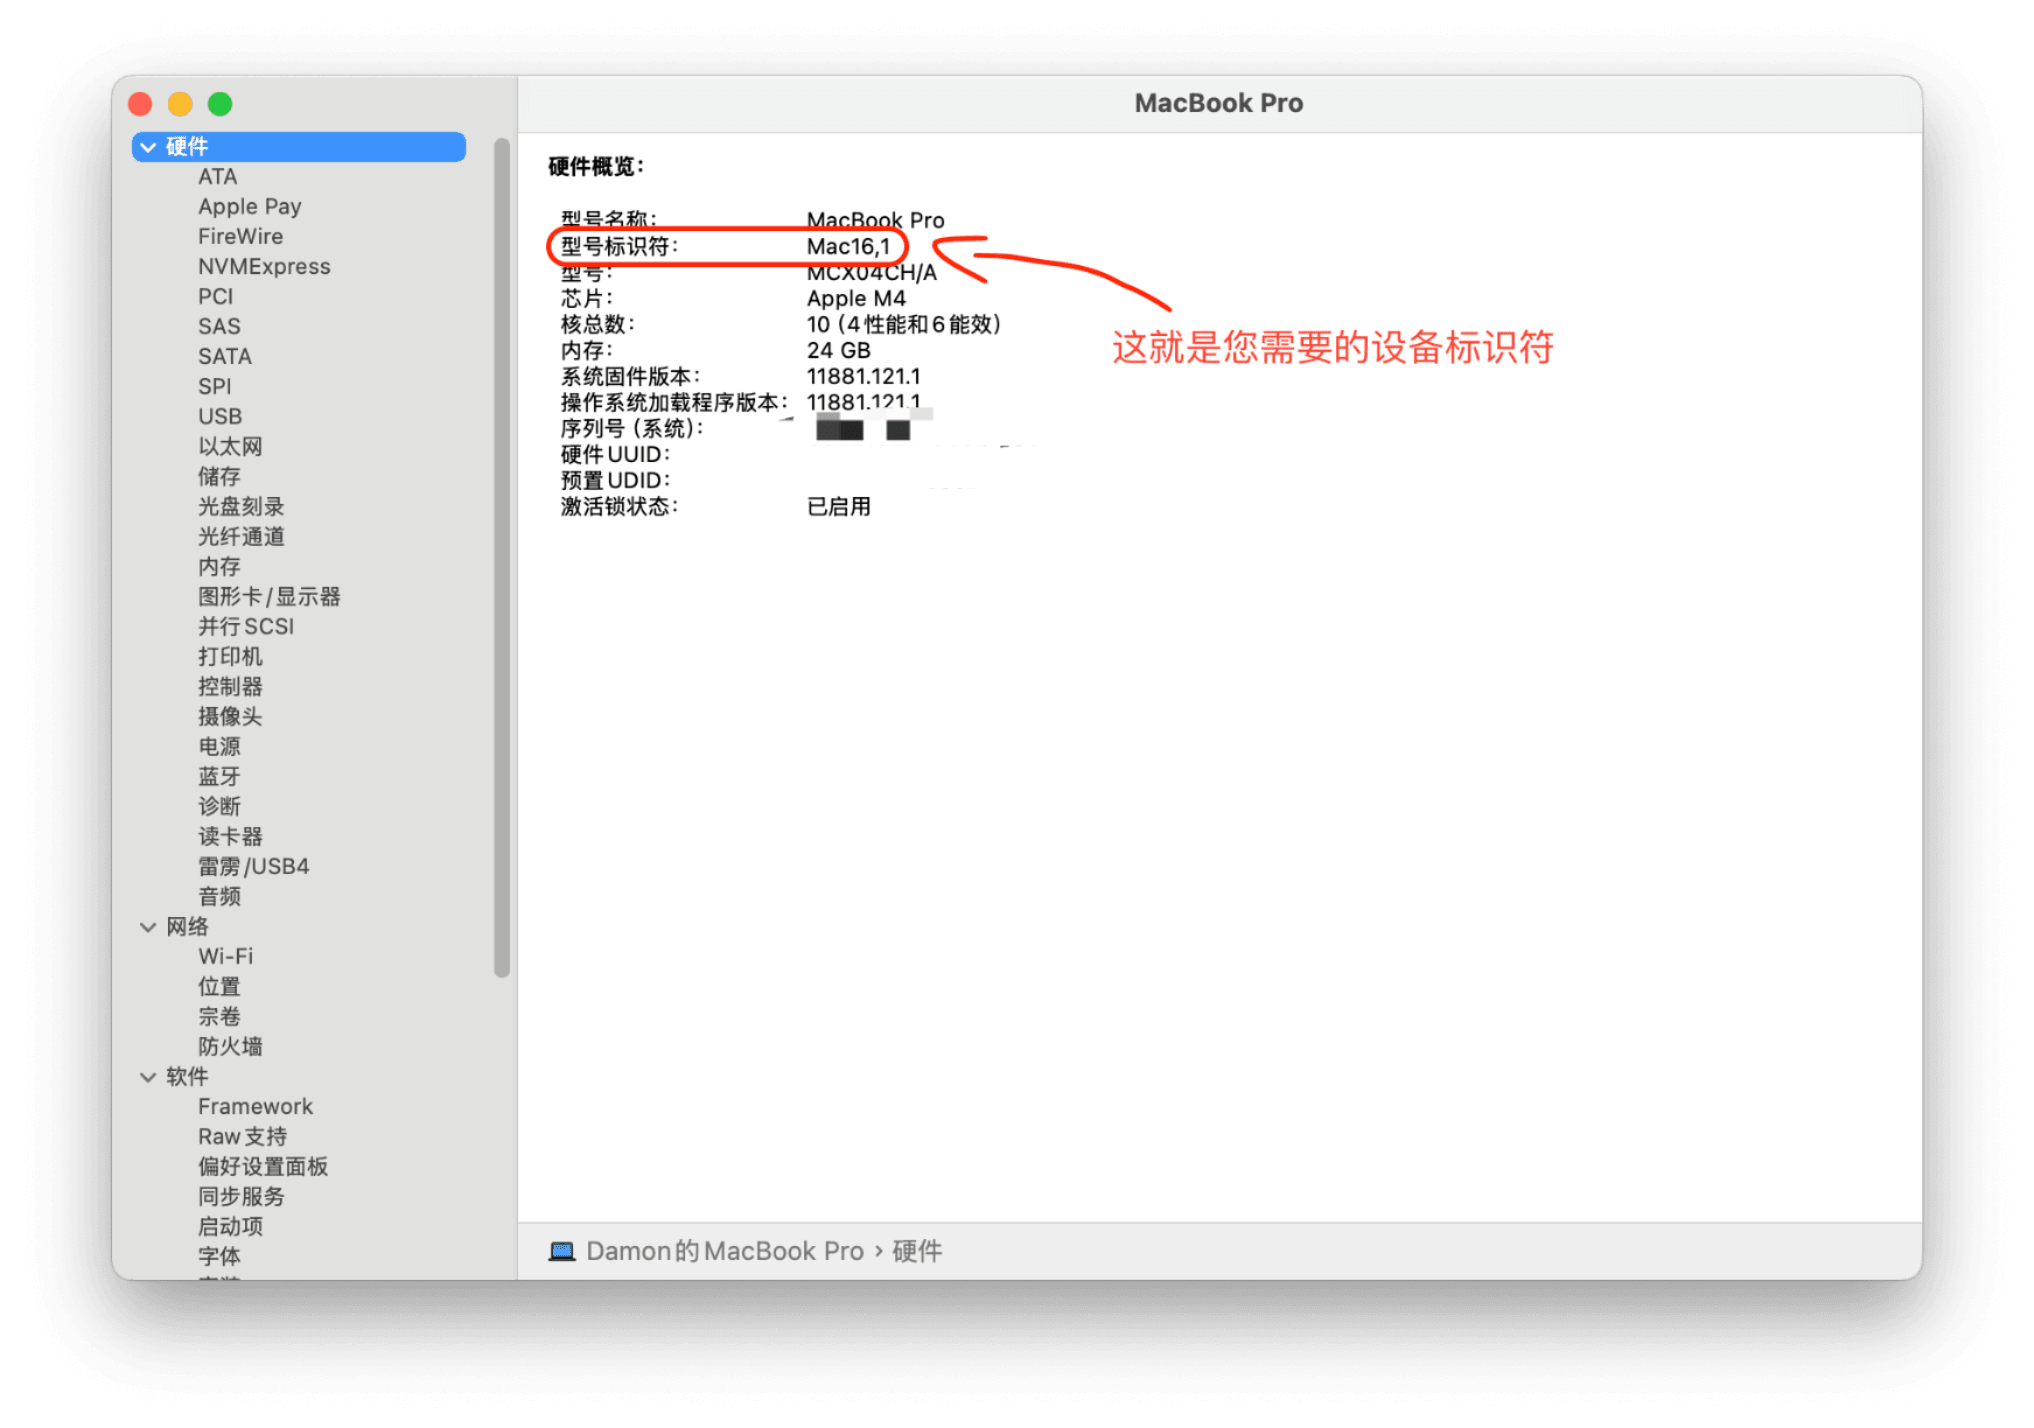 MacBook Pro
硬件
ATA
Apple Pay
FireWire
NVMExpress
PCI
SAS
SATA
SPI
USB
以太网
储存
光盘刻录
光纤通道
内存
图形卡/显示器
并行SCSI
打印机
控制器
摄像头
电源
蓝牙
诊断
读卡器
雷雳/USB4
音频
网络
Wi-Fi
位置
宗卷
防火墙
软件
Framework
Raw支持
偏好设置面板
同步服务
启动项
字体
硬件概览：
型号名称： MacBook Pro
型号标识符： Mac16,1
型号： MCX04CH/A
芯片： Apple M4
核总数： 10（4性能和6能效）
内存： 24 GB
系统固件版本： 11881.121.1
操作系统加载程序版本： 11881.121.1
序列号（系统）：
硬件UUID：
预置UDID：
激活锁状态： 已启用
这就是您需要的设备标识符
Damon的MacBook Pro › 硬件